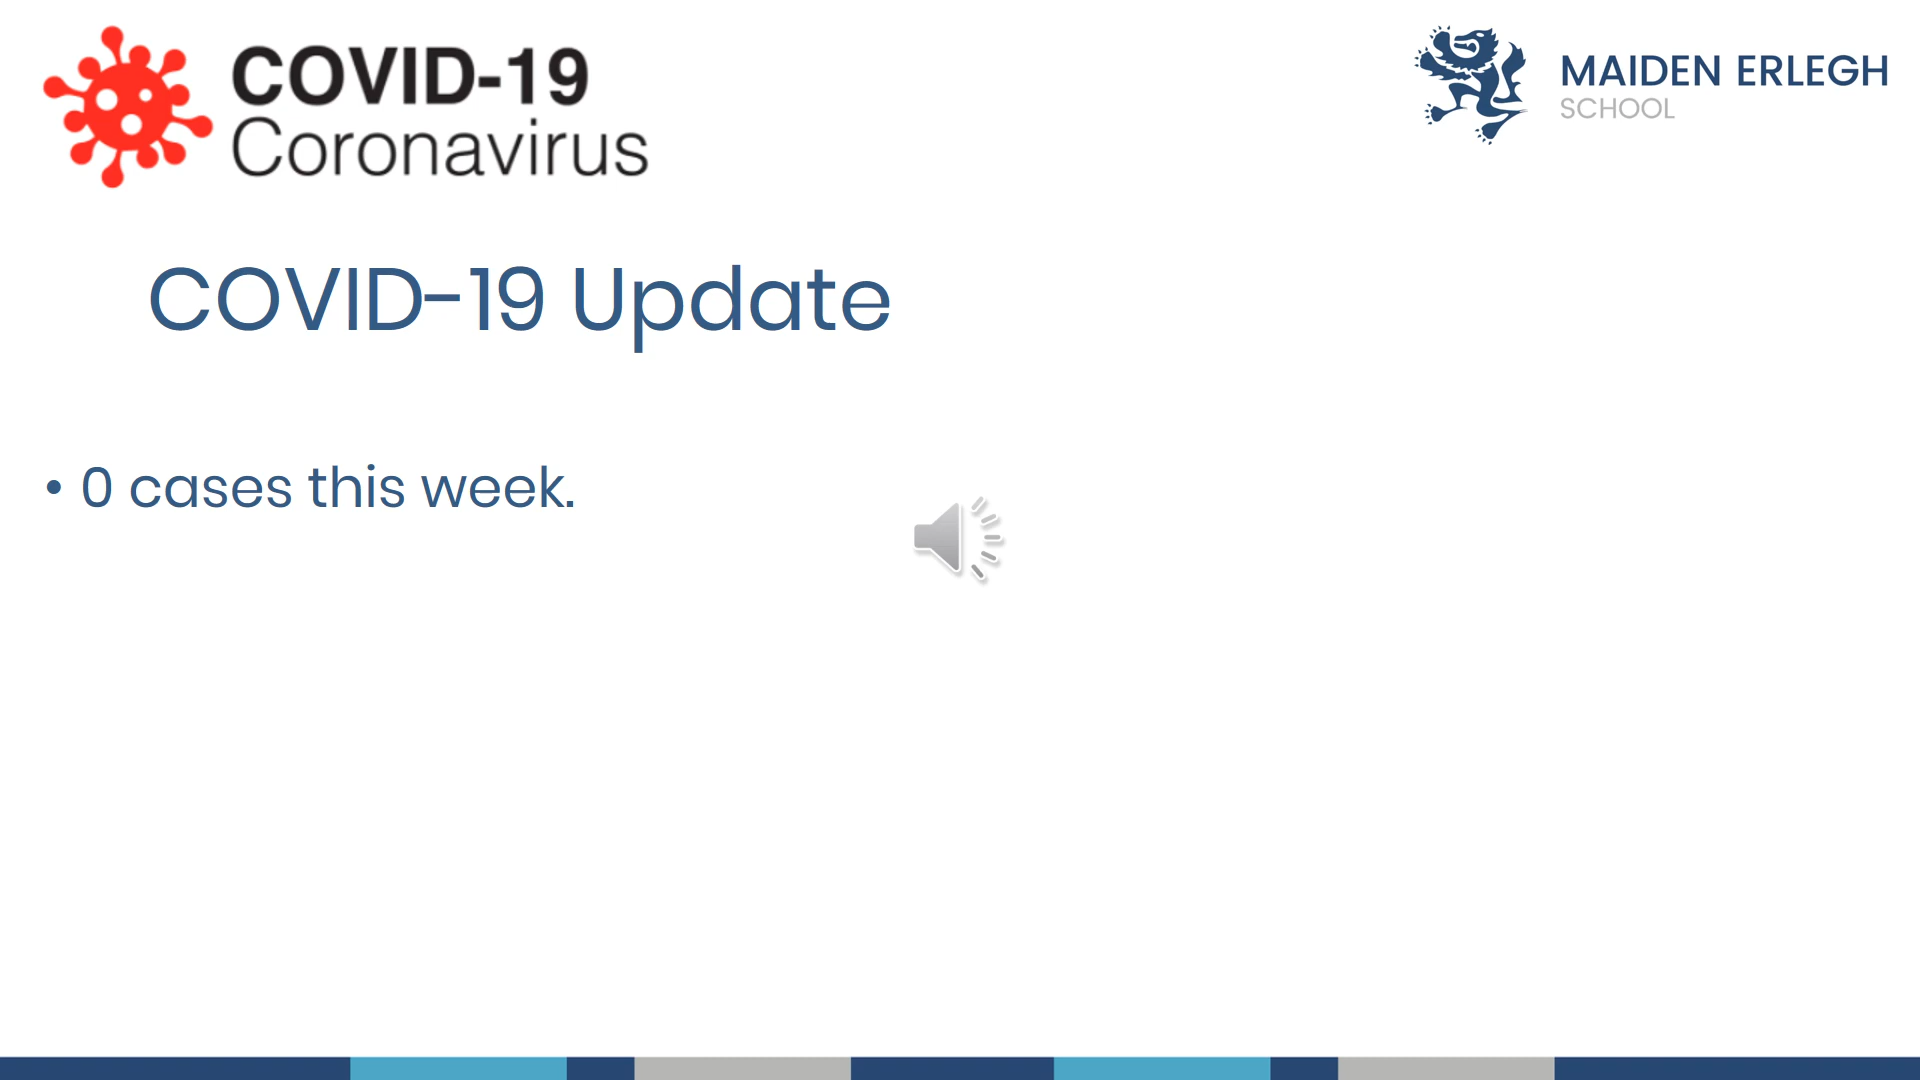 COVID-19
Coronavirus
MAIDEN ERLEGH
SCHOOL
COVID-19 Update
• 0 cases this week.